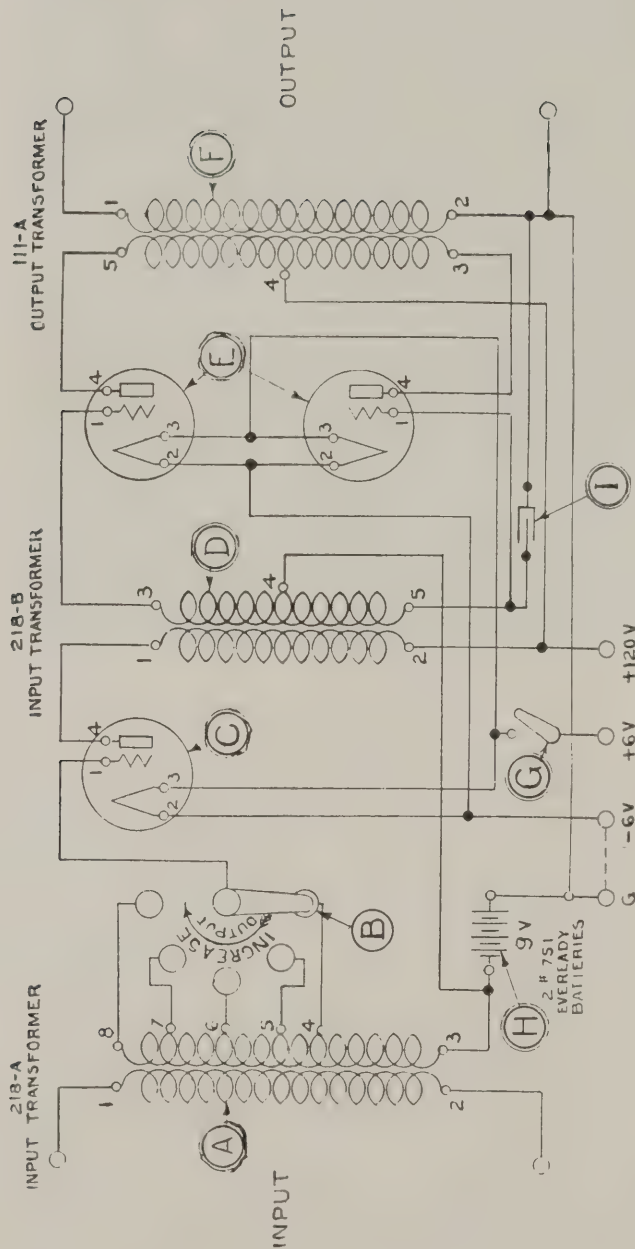 218-A
INPUT TRANSFORMER
218-B
INPUT TRANSFORMER
111-A
OUTPUT TRANSFORMER
INPUT
OUTPUT
1
2
A
8
7
6
5
4
3
INCREASE
OUTPUT
B
H
9V
2 # 751
EVEREADY
BATTERIES
1
4
2
3
C
1
2
3
4
5
D
1
4
2
3
E
2
3
1
4
5
4
3
1
2
F
G
I
G
-6V
+6V
+120V